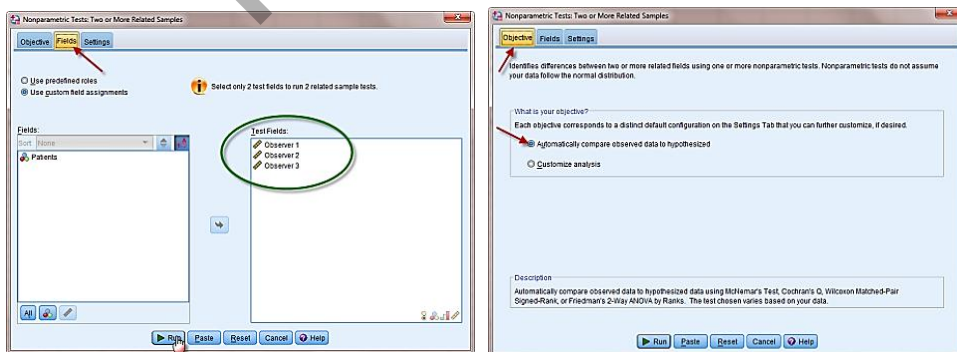 Nonparametric Tests: Two or More Related Samples
Objective Fields Settings
Use predefined roles
Use custom field assignments
Select only 2 test fields to run 2 related sample tests.
Fields:
Sort: None
Patients
Test Fields:
Observer 1
Observer 2
Observer 3
All
Run Paste Reset Cancel Help
Nonparametric Tests: Two or More Related Samples
Objective Fields Settings
Identifies differences between two or more related fields using one or more nonparametric tests. Nonparametric tests do not assume
your data follow the normal distribution.
What is your objective?
Each objective corresponds to a distinct default configuration on the Settings Tab that you can further customize, if desired.
Automatically compare observed data to hypothesized
Customize analysis
Description
Automatically compare observed data to hypothesized data using McNemar's Test, Cochran's Q, Wilcoxon Matched-Pair
Signed-Rank, or Friedman's 2-Way ANOVA by Ranks. The test chosen varies based on your data.
Run Paste Reset Cancel Help